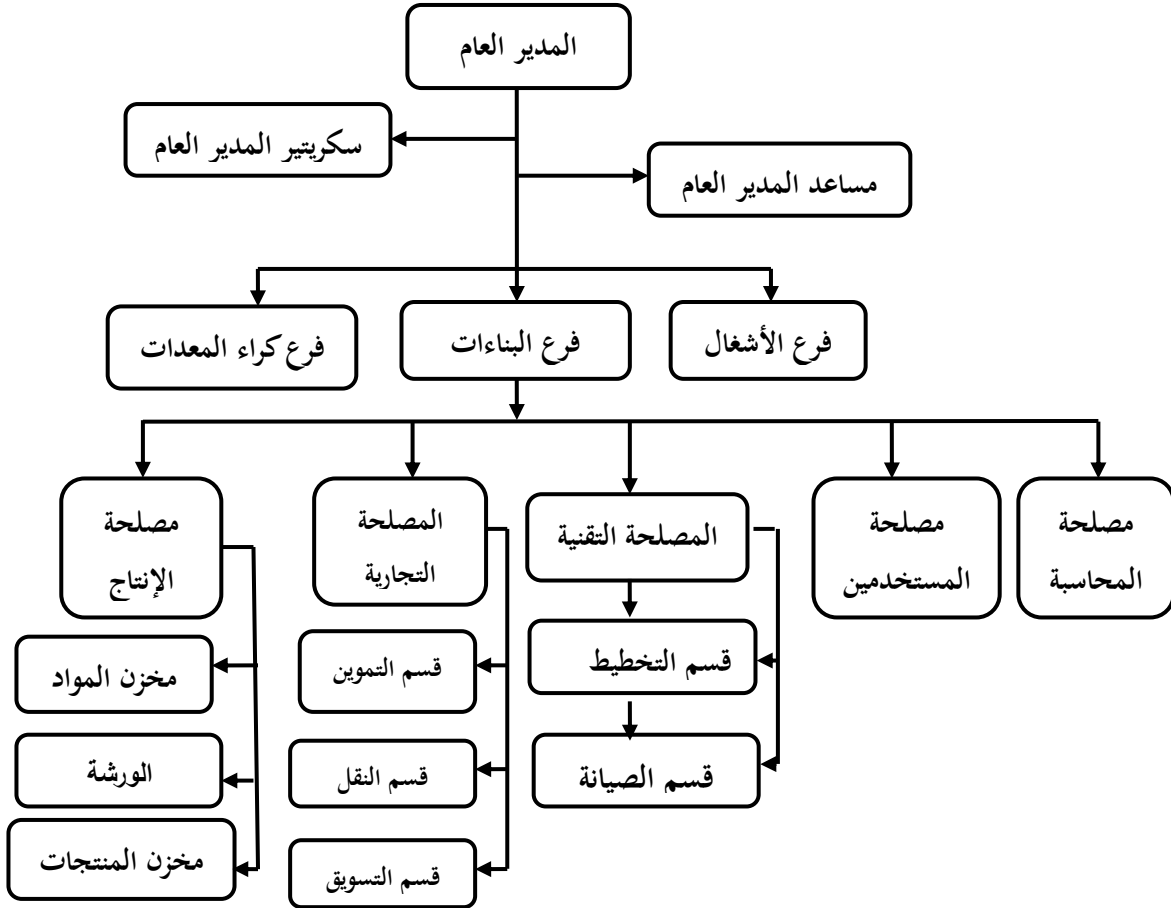 المدير العام
سكريتير المدير العام
مساعد المدير العام
فرع الأشغال
فرع البناءات
فرع كراء المعدات
مصلحة
المحاسبة
مصلحة
المستخدمين
المصلحة التقنية
المصلحة
التجارية
مصلحة
الإنتاج
قسم التخطيط
قسم التموين
مخزن المواد
قسم الصيانة
قسم النقل
الورشة
قسم التسويق
مخزن المنتجات